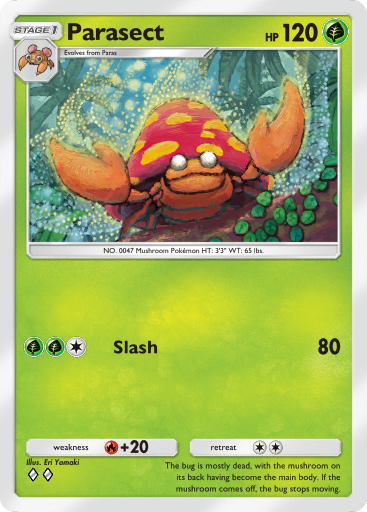 STAGE 1
Parasect
HP 120
Evolves from Paras
NO. 0047 Mushroom Pokémon HT: 3'3" WT: 65 lbs.
Slash 80
weakness +20 retreat
Illus. Eri Yamaki
The bug is mostly dead, with the mushroom on
its back having become the main body. If the
mushroom comes off, the bug stops moving.